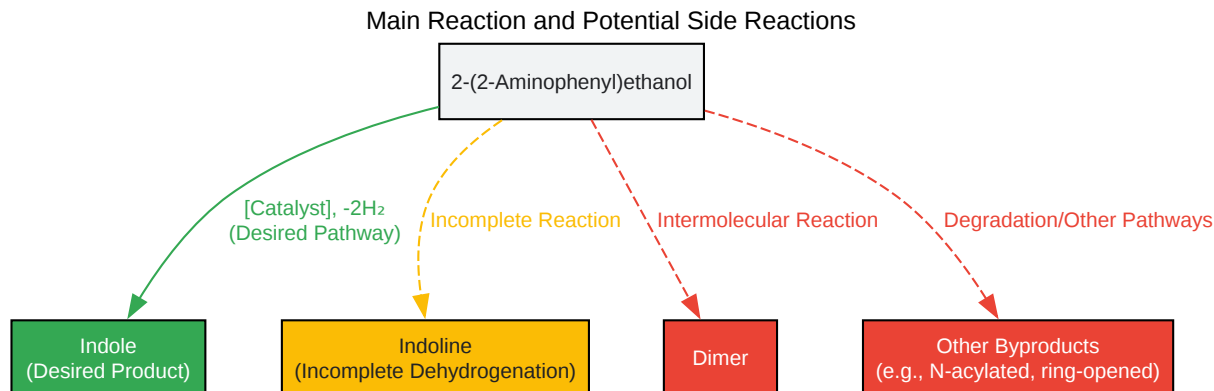 Main Reaction and Potential Side Reactions
2-(2-Aminophenyl)ethanol
[Catalyst], -2H₂
(Desired Pathway)
Incomplete Reaction
Intermolecular Reaction
Degradation/Other Pathways
Indole
(Desired Product)
Indoline
(Incomplete Dehydrogenation)
Dimer
Other Byproducts
(e.g., N-acylated, ring-opened)